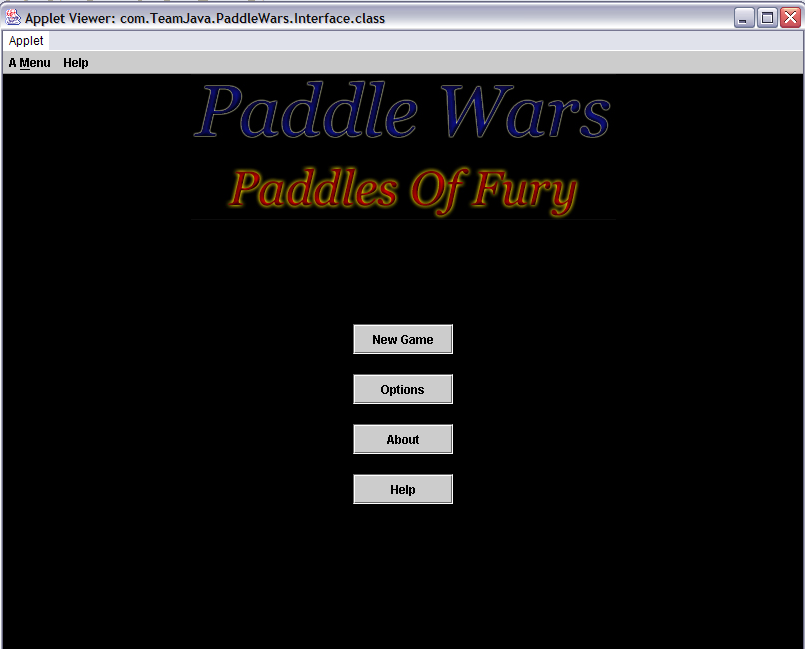 Applet Viewer: com.TeamJava.PaddleWars.Interface.class
Applet
A Menu Help
Paddle Wars
Paddles Of Fury
New Game
Options
About
Help